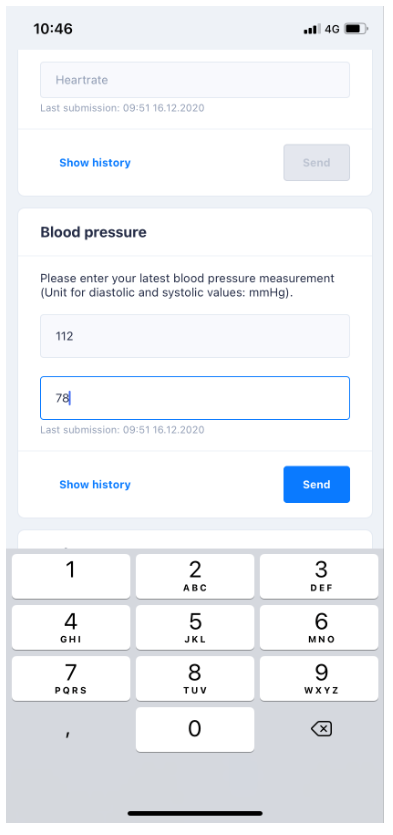 10:46
4G
Heartrate
Last submission: 09:51 16.12.2020
Show history
Send
Blood pressure
Please enter your latest blood pressure measurement
(Unit for diastolic and systolic values: mmHg).
112
78
Last submission: 09:51 16.12.2020
Show history
Send
1
2
ABC
3
DEF
4
GHI
5
JKL
6
MNO
7
PQRS
8
TUV
9
WXYZ
,
0